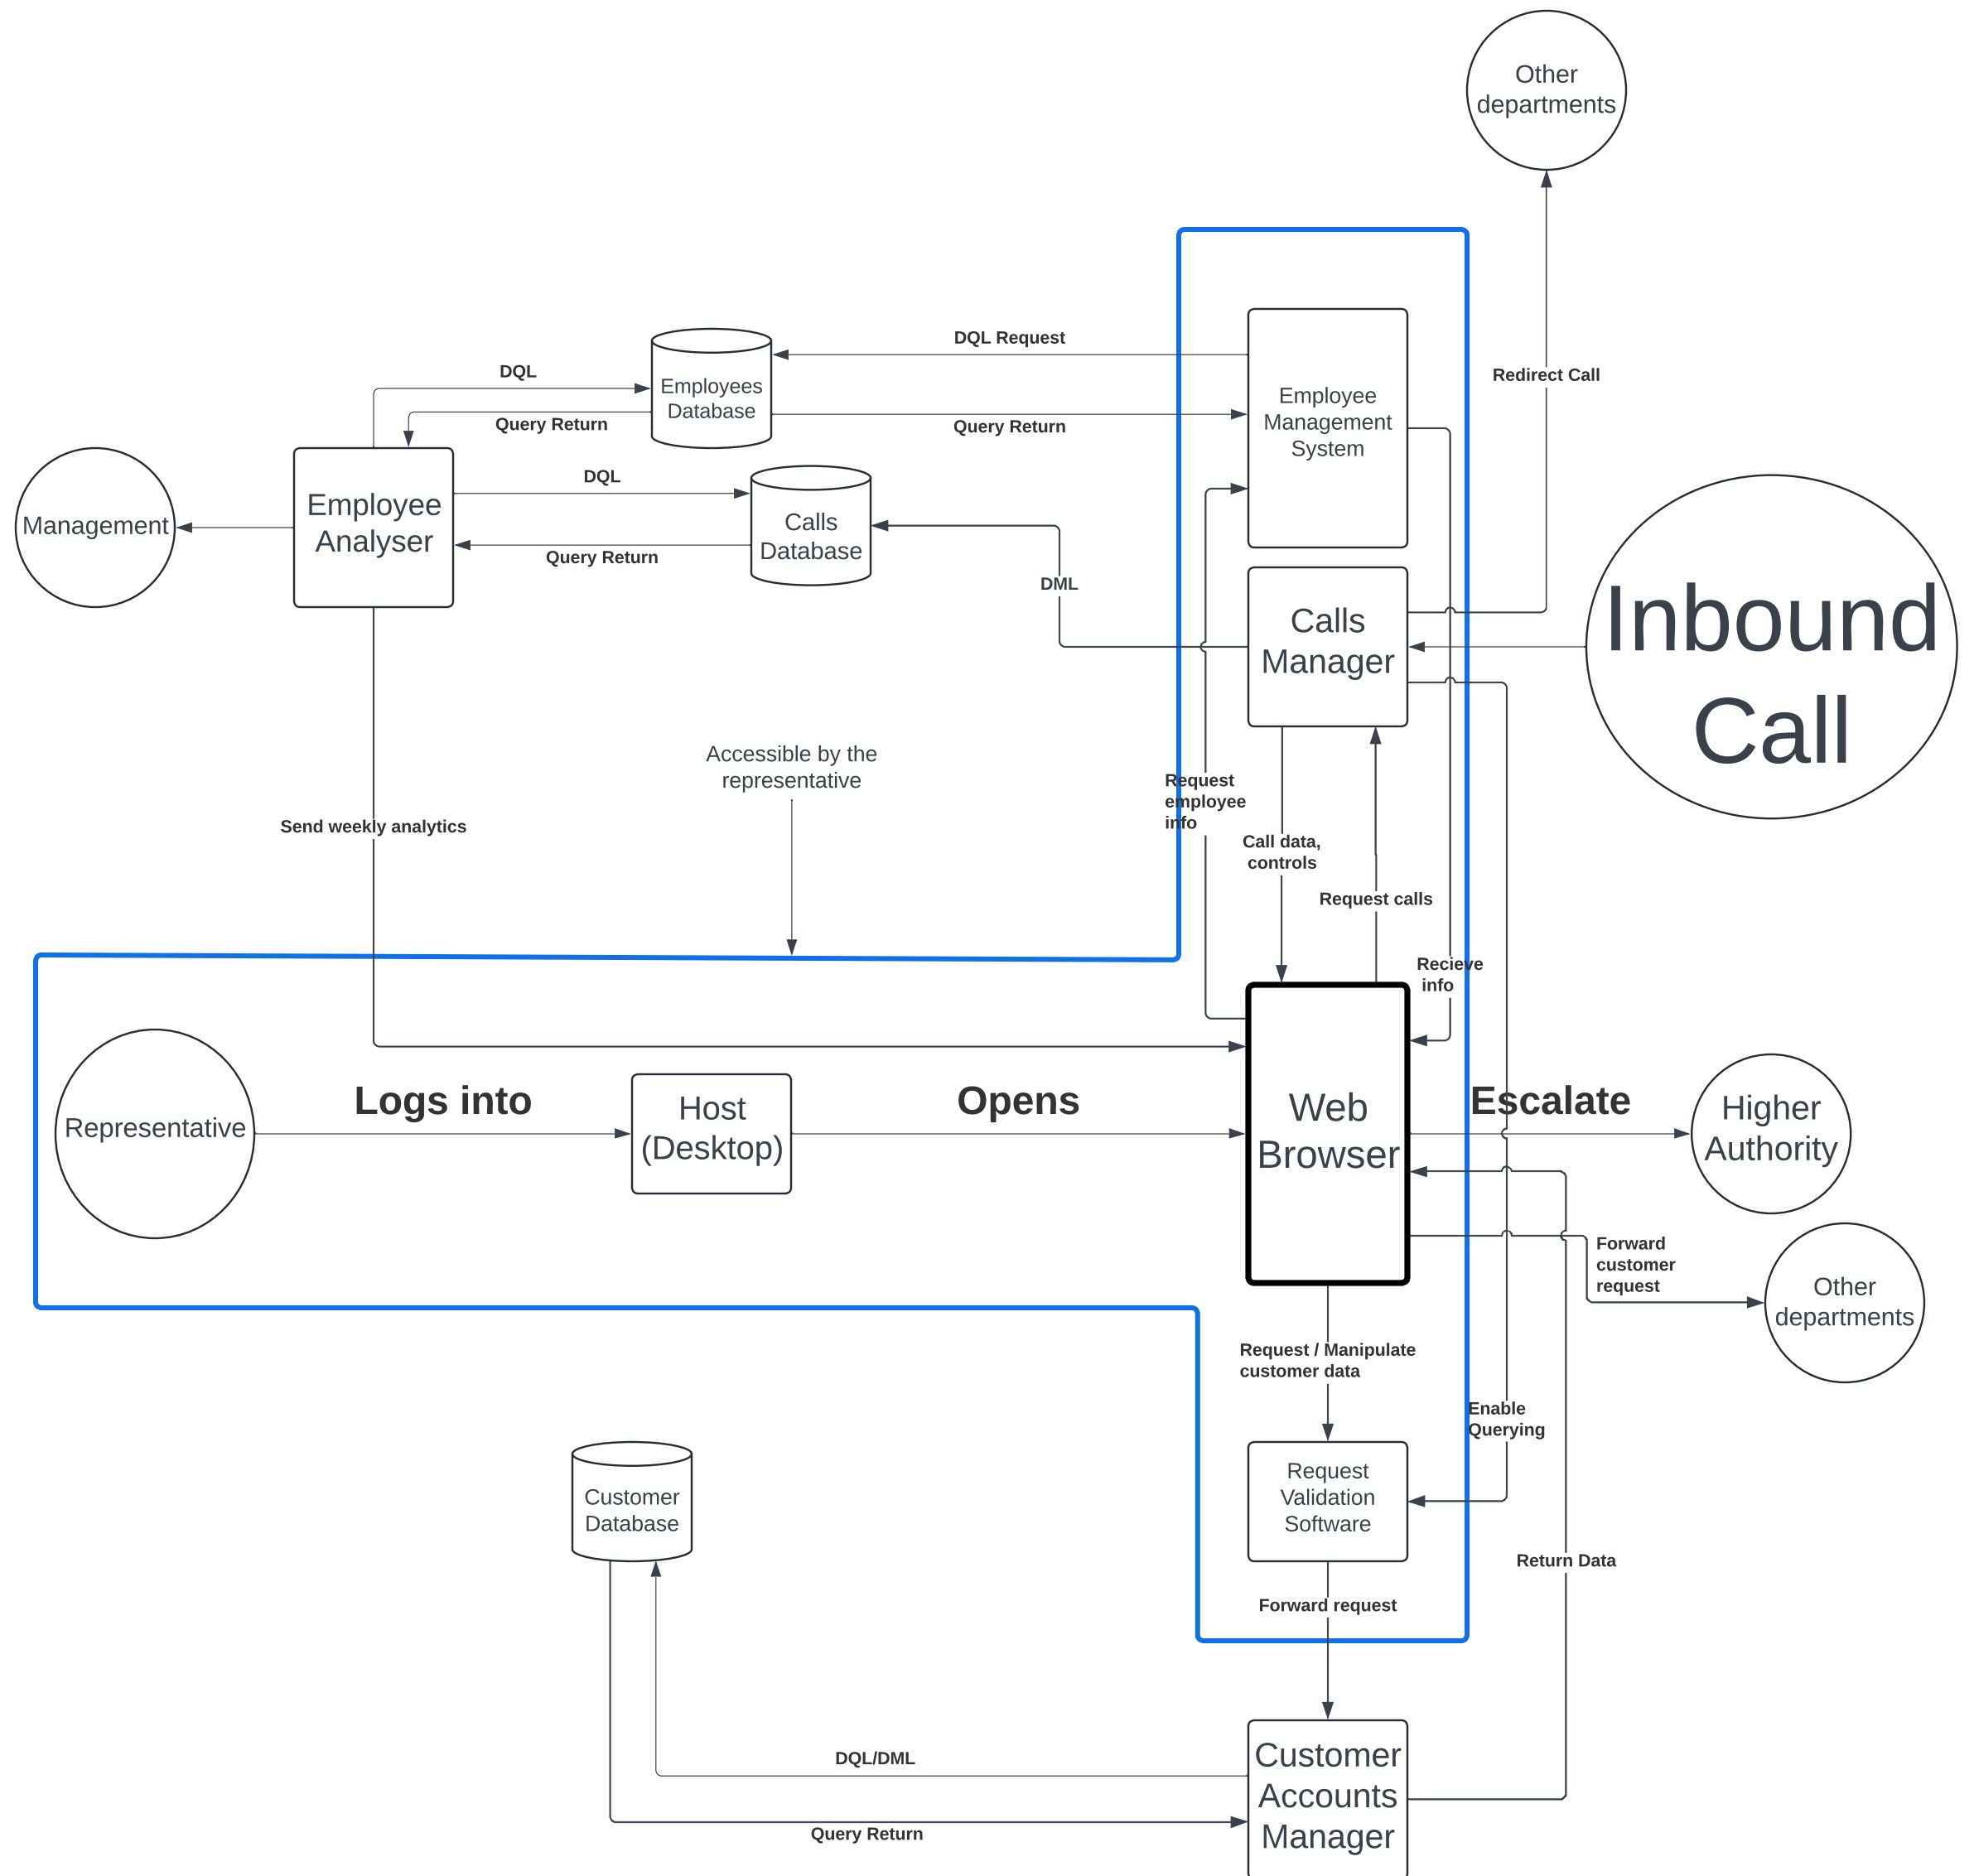 Other
departments
DQL Request
DQL
Employees
Database
Query Return
Query Return
Employee
Management
System
Redirect Call
Management
Employee
Analyser
DQL
Calls
Database
Query Return
DML
Calls
Manager
Inbound
Call
Accessible by the
representative
Request
employee
info
Send weekly analytics
Call data,
controls
Request calls
Recieve
info
Representative
Logs into
Host
(Desktop)
Opens
Web
Browser
Escalate
Higher
Authority
Forward
customer
request
Other
departments
Request / Manipulate
customer data
Enable
Querying
Customer
Database
Request
Validation
Software
Return Data
Forward request
DQL/DML
Query Return
Customer
Accounts
Manager